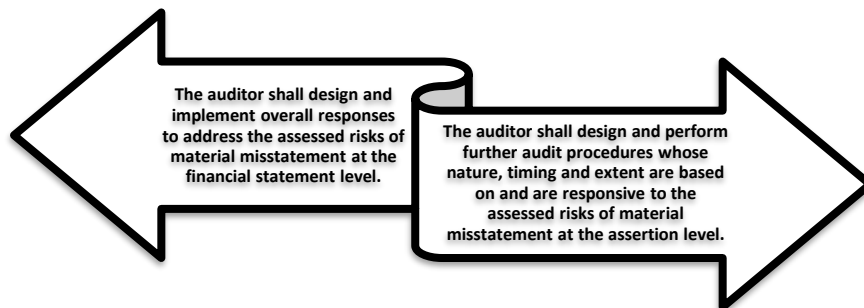 The auditor shall design and
implement overall responses
to address the assessed risks of
material misstatement at the
financial statement level.
The auditor shall design and perform
further audit procedures whose
nature, timing and extent are based
on and are responsive to the
assessed risks of material
misstatement at the assertion level.